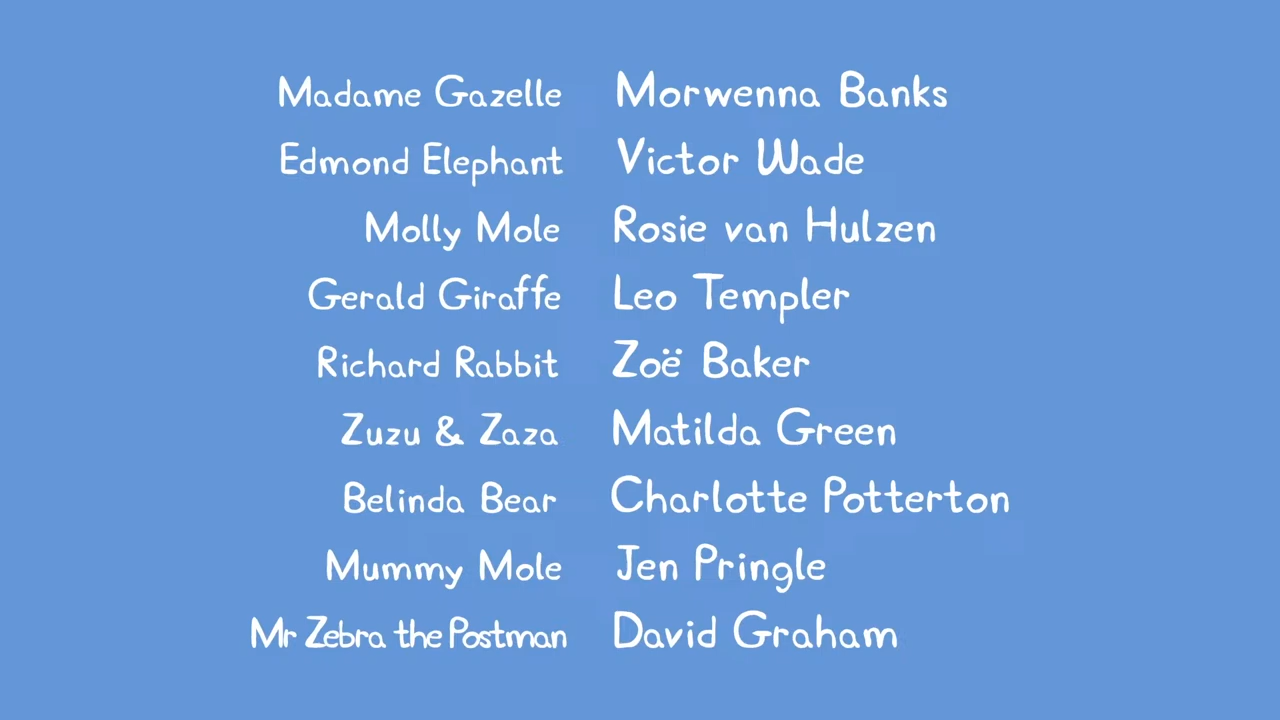 Madame Gazelle Morwenna Banks
Edmond Elephant Victor Wade
Molly Mole Rosie van Hulzen
Gerald Giraffe Leo Templer
Richard Rabbit Zoë Baker
Zuzu & Zaza Matilda Green
Belinda Bear Charlotte Potterton
Mummy Mole Jen Pringle
Mr Zebra the Postman David Graham